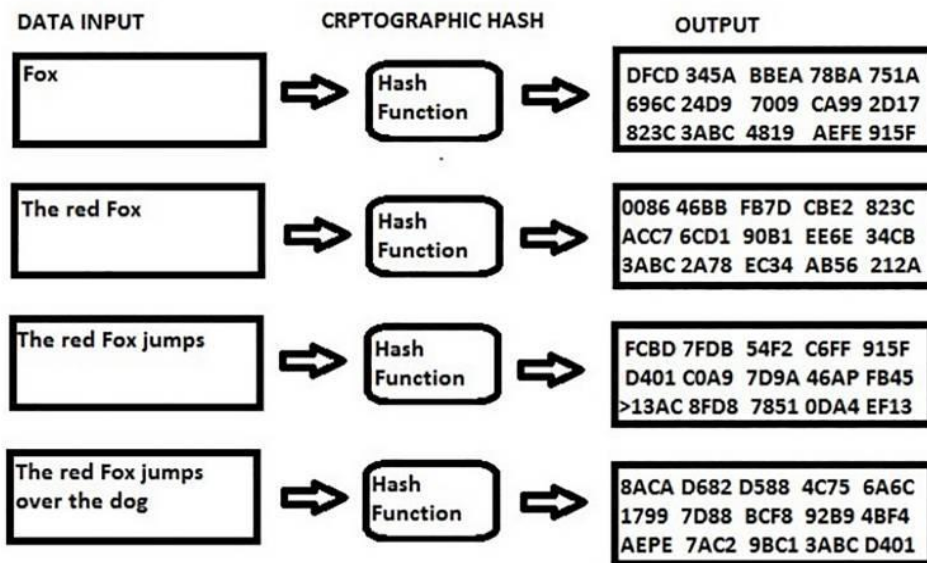 DATA INPUT
CRPTOGRAPHIC HASH
OUTPUT
Fox
Hash
Function
DFCD 345A BBEA 78BA 751A
696C 24D9 7009 CA99 2D17
823C 3ABC 4819 AEFE 915F
The red Fox
Hash
Function
0086 46BB FB7D CBE2 823C
ACC7 6CD1 90B1 EE6E 34CB
3ABC 2A78 EC34 AB56 212A
The red Fox jumps
Hash
Function
FCBD 7FDB 54F2 C6FF 915F
D401 C0A9 7D9A 46AP FB45
>13AC 8FD8 7851 0DA4 EF13
The red Fox jumps
over the dog
Hash
Function
8ACA D682 D588 4C75 6A6C
1799 7D88 BCF8 92B9 4BF4
AEPE 7AC2 9BC1 3ABC D401